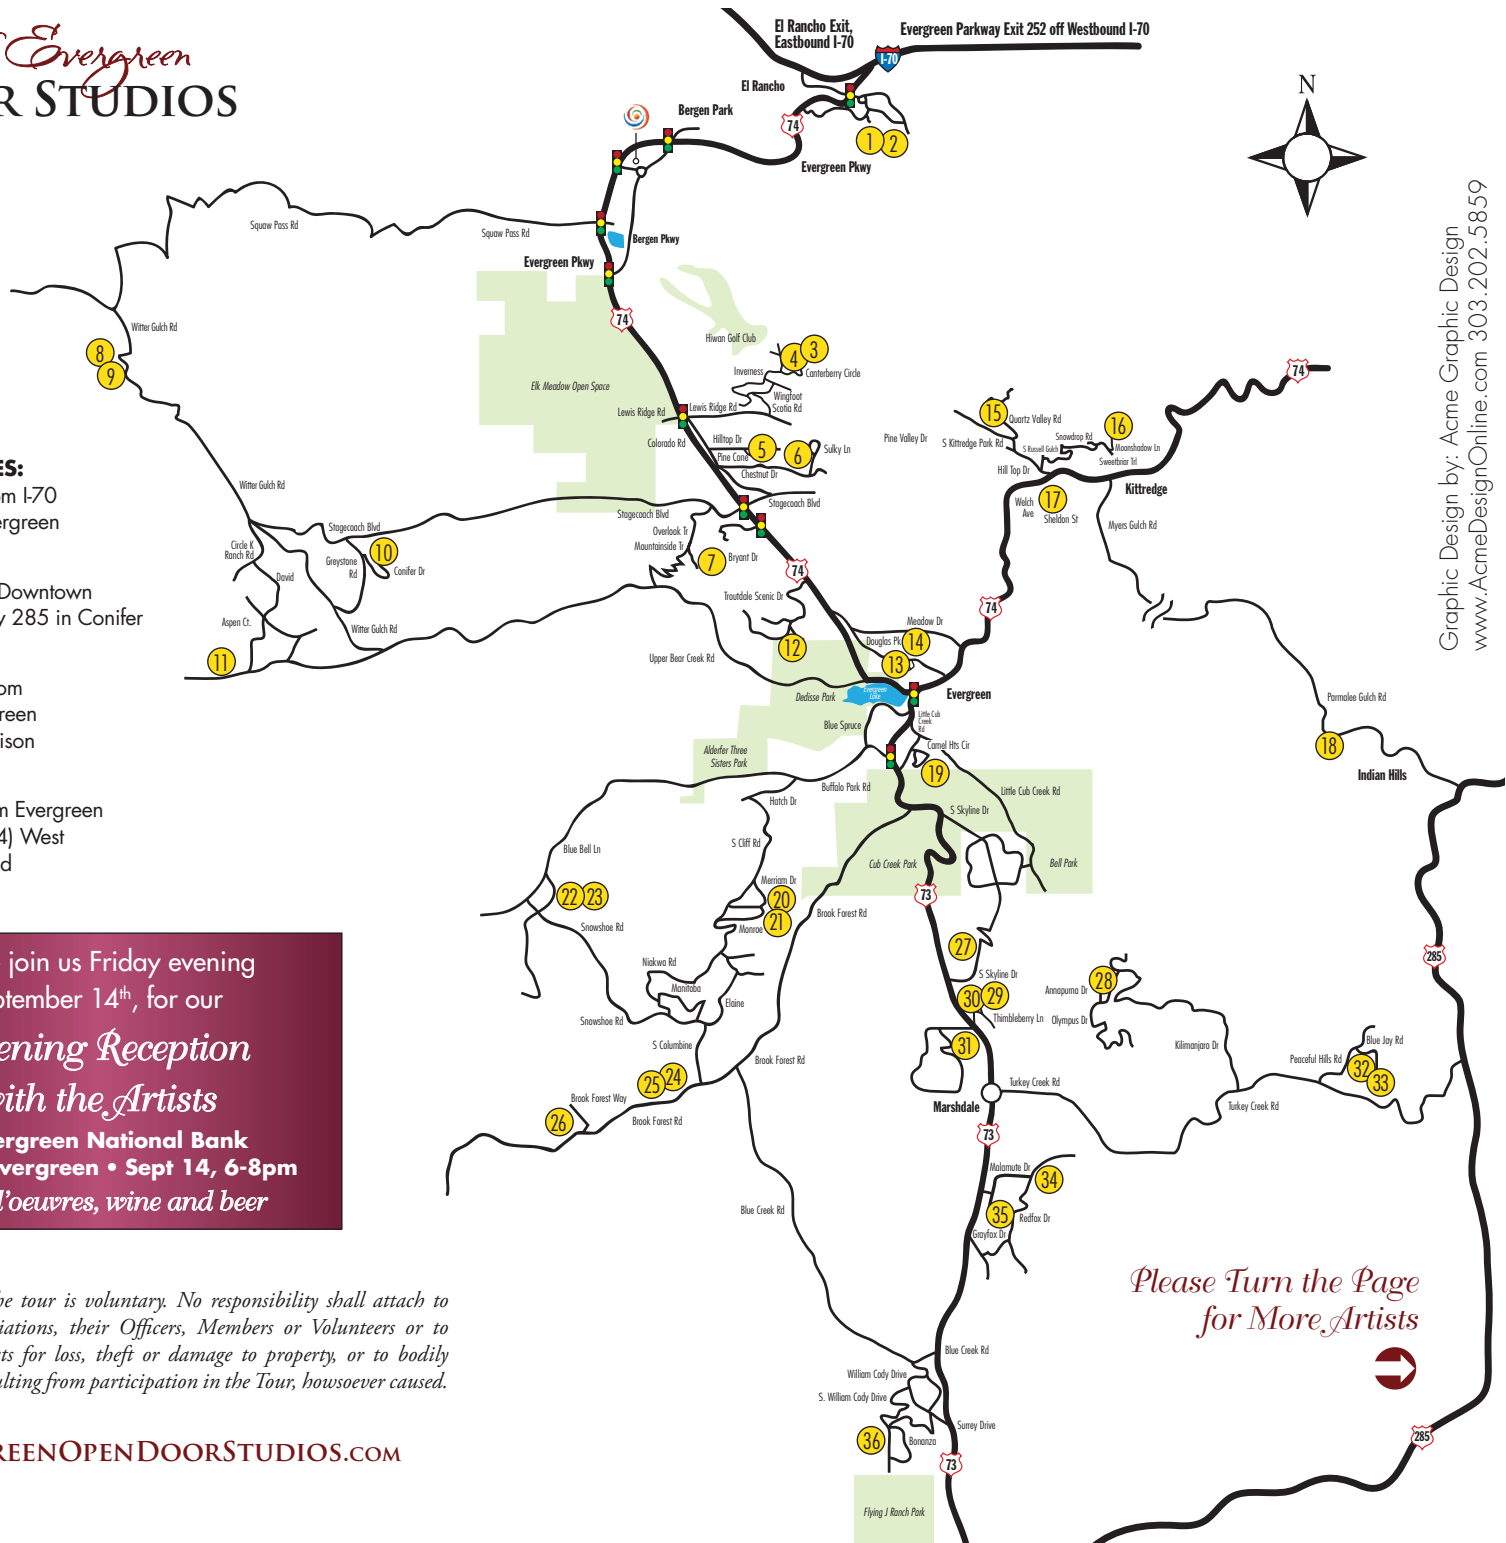 Evergreen
R STUDIOS
El Rancho Exit,
Eastbound I-70
Evergreen Parkway Exit 252 off Westbound I-70
I-70
El Rancho
Bergen Park
74
1
2
Evergreen Pkwy
N
Squaw Pass Rd
Squaw Pass Rd
Bergen Pkwy
Evergreen Pkwy
74
Witter Gulch Rd
8
9
Hiwan Golf Club
4
3
Inverness
Canterberry Circle
Elk Meadow Open Space
Wingfoot
Scotia Rd
Lewis Ridge Rd
Lewis Ridge Rd
Colorado Rd
Hilltop Dr
5
6
Sulky Ln
Pine Cone
Chestnut Dr
74
15
Quartz Valley Rd
16
Pine Valley Dr
S Kittredge Park Rd
Snowdrop Rd
S Russell Gulch
Moonshadow Ln
Sweetbriar Trl
Hill Top Dr
Kittredge
17
Welch
Ave
Sheldon St
Myers Gulch Rd
ES:
om I-70
ergreen
Downtown
y 285 in Conifer
om
reen
ison
m Evergreen
4) West
d
Witter Gulch Rd
Stagecoach Blvd
Stagecoach Blvd
Stagecoach Blvd
Overlook Tr
Mountainside Tr
7
Bryant Dr
Circle K
Ranch Rd
10
Greystone
Rd
Conifer Dr
David
74
Troutdale Scenic Dr
74
Aspen Ct.
Witter Gulch Rd
11
12
Meadow Dr
Douglas Pk
14
13
Upper Bear Creek Rd
Dedisse Park
Evergreen
Lake
Evergreen
Blue Spruce
Little Cub
Creek
Rd
Parmalee Gulch Rd
18
Indian Hills
Alderfer Three
Sisters Park
Camel Hts Cir
19
Buffalo Park Rd
Little Cub Creek Rd
Hatch Dr
S Skyline Dr
S Cliff Rd
Blue Bell Ln
Cub Creek Park
Bell Park
Merriam Dr
22
23
20
73
21
Brook Forest Rd
Snowshoe Rd
Monroe
27
285
Niakwa Rd
S Skyline Dr
Manitoba
28
Annapurna Dr
Elaine
30
29
Snowshoe Rd
Thimbleberry Ln
Olympus Dr
S Columbine
31
Kilimanjaro Dr
Blue Jay Rd
Peaceful Hills Rd
Brook Forest Rd
32
33
25
24
Turkey Creek Rd
Brook Forest Way
Marshdale
Turkey Creek Rd
26
Brook Forest Rd
73
Malamute Dr
34
35
Redfox Dr
Blue Creek Rd
Grayfox Dr
join us Friday evening
ptember 14th, for our
ening Reception
with the Artists
ergreen National Bank
vergreen • Sept 14, 6-8pm
l'oeuvres, wine and beer
he tour is voluntary. No responsibility shall attach to
iations, their Officers, Members or Volunteers or to
ts for loss, theft or damage to property, or to bodily
ulting from participation in the Tour, howsoever caused.
REENOPENDOORSTUDIOS.COM
Please Turn the Page
for More Artists
Blue Creek Rd
William Cody Drive
S. William Cody Drive
Surrey Drive
36
Bonanza
73
285
Flying J Ranch Park
Graphic Design by: Acme Graphic Design
www.AcmeDesignOnline.com 303.202.5859